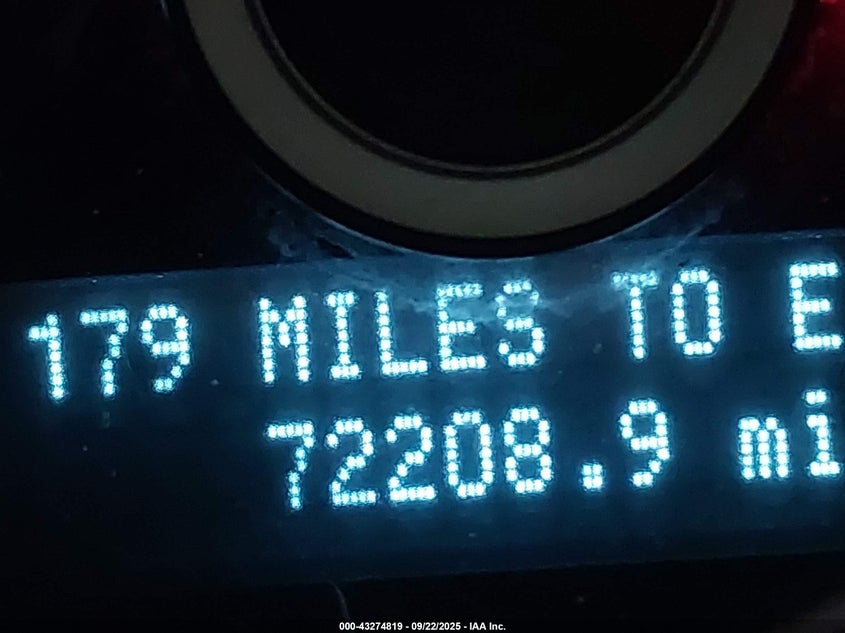 179 MILES TO E
72208.9 mi
000-43274819 - 09/22/2025 - IAA Inc.